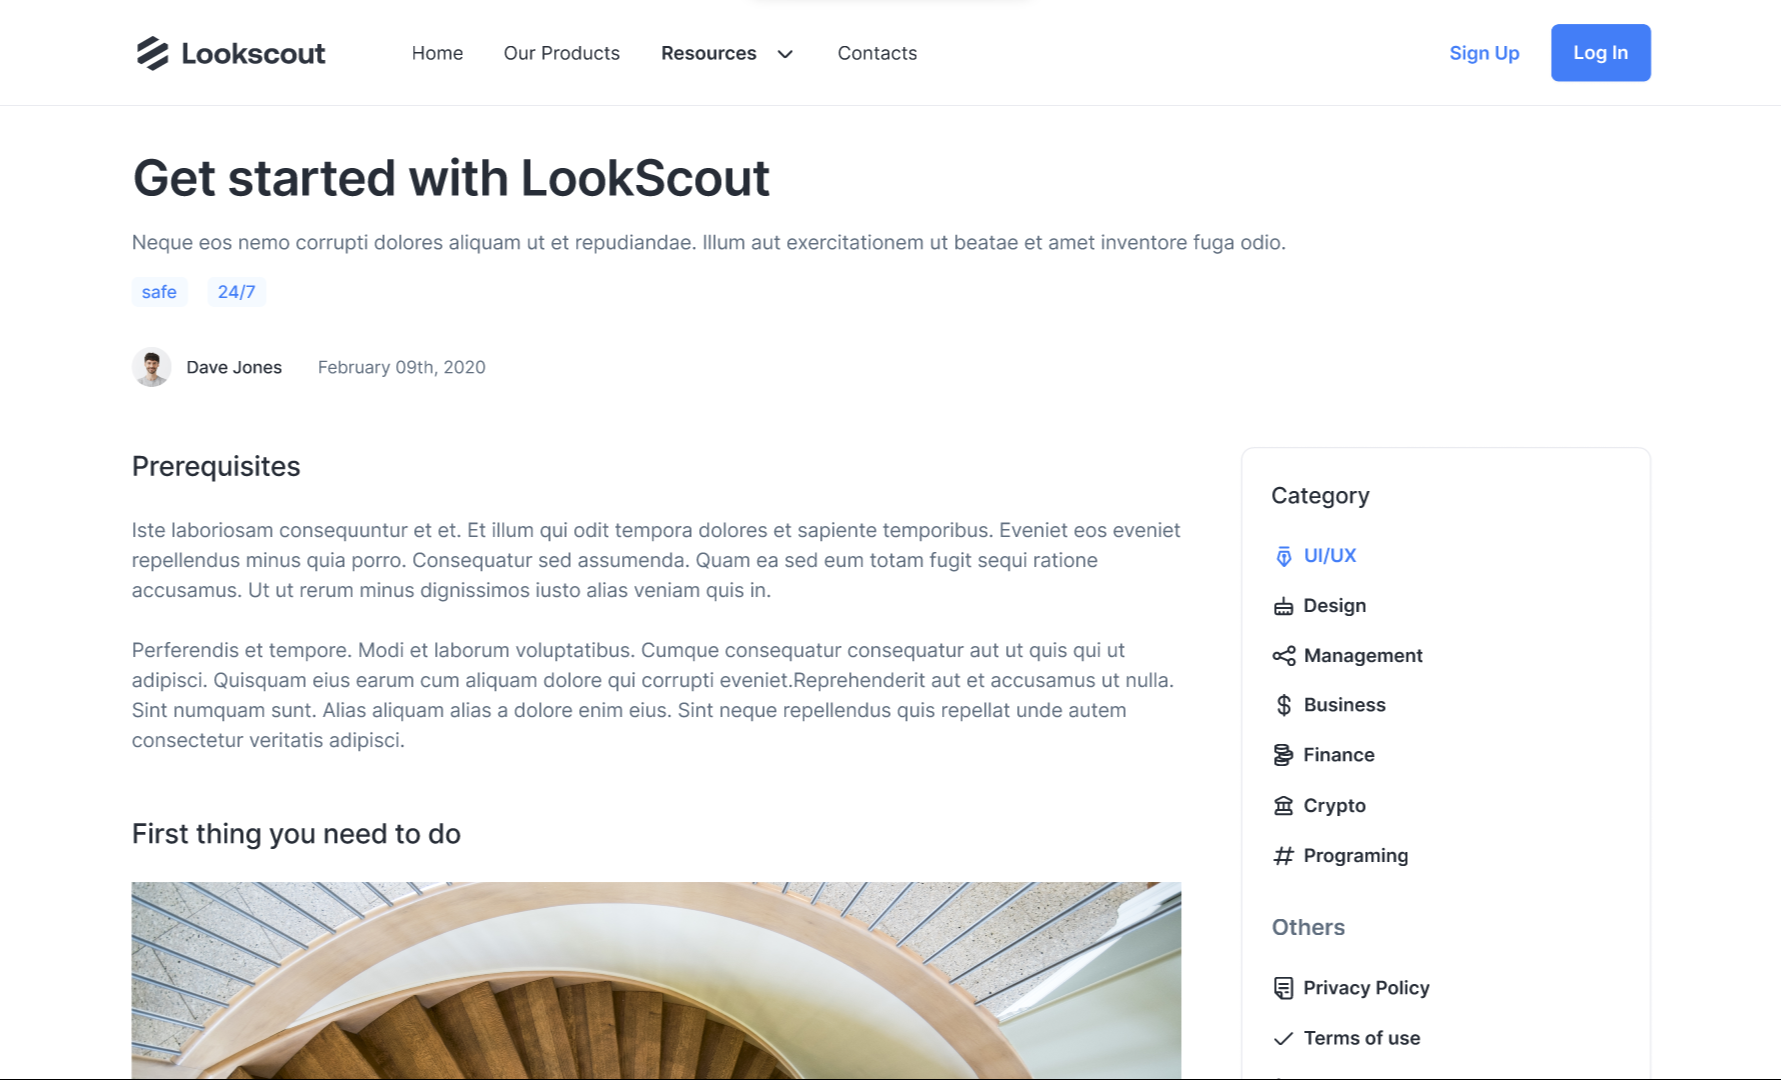 Lookscout
Home
Our Products
Resources
Contacts
Sign Up
Log In
Get started with LookScout
Neque eos nemo corrupti dolores aliquam ut et repudiandae. Illum aut exercitationem ut beatae et amet inventore fuga odio.
safe
24/7
Dave Jones
February 09th, 2020
Prerequisites
Iste laboriosam consequuntur et et. Et illum qui odit tempora dolores et sapiente temporibus. Eveniet eos eveniet
repellendus minus quia porro. Consequatur sed assumenda. Quam ea sed eum totam fugit sequi ratione
accusamus. Ut ut rerum minus dignissimos iusto alias veniam quis in.
Perferendis et tempore. Modi et laborum voluptatibus. Cumque consequatur consequatur aut ut quis qui ut
adipisci. Quisquam eius earum cum aliquam dolore qui corrupti eveniet.Reprehenderit aut et accusamus ut nulla.
Sint numquam sunt. Alias aliquam alias a dolore enim eius. Sint neque repellendus quis repellat unde autem
consectetur veritatis adipisci.
First thing you need to do
Category
UI/UX
Design
Management
Business
Finance
Crypto
Programing
Others
Privacy Policy
Terms of use